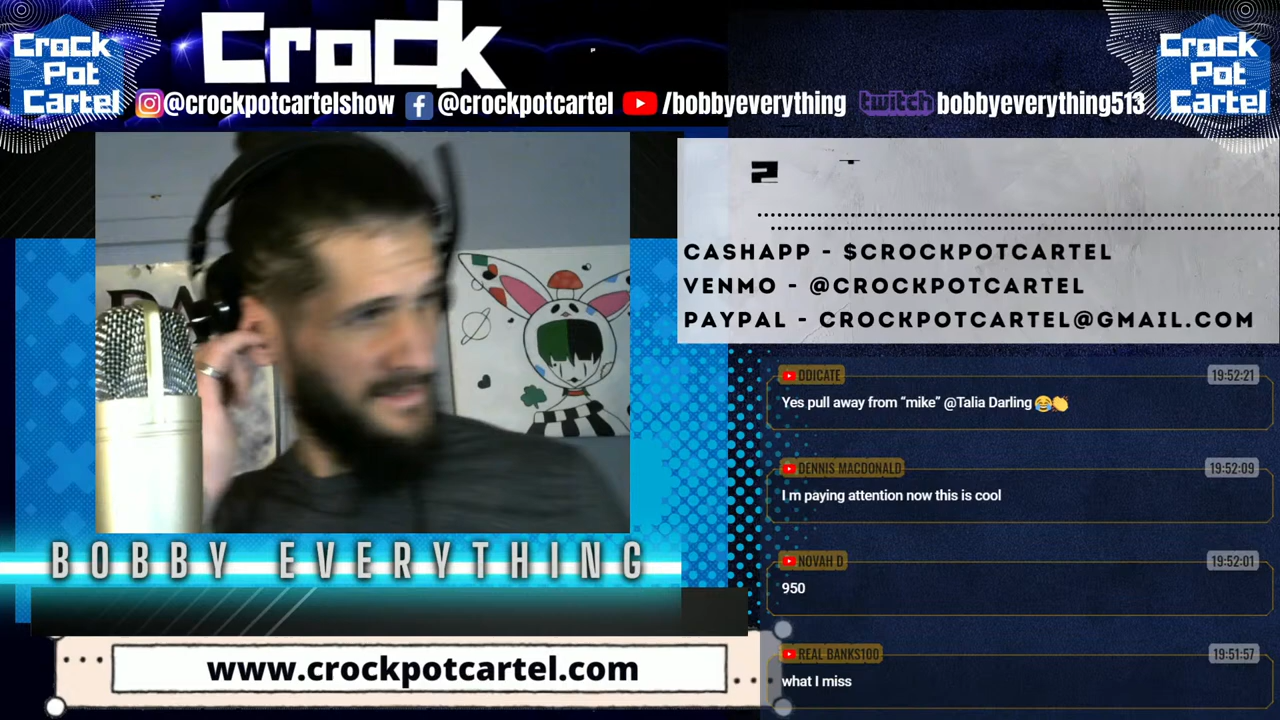 Crock
Pot
Cartel
Crock
@crockpotcartelshow @crockpotcartel /bobbyeverything twitch bobbyeverything513
Crock
Pot
Cartel
CASHAPP - $CROCKPOTCARTEL
VENMO - @CROCKPOTCARTEL
PAYPAL - CROCKPOTCARTEL@GMAIL.COM
DDICATE 19:52:21
Yes pull away from “mike” @Talia Darling 😂👏
DENNIS MACDONALD 19:52:09
I m paying attention now this is cool
NOVAH D 19:52:01
950
REAL BANKS100 19:51:57
what I miss
BOBBY EVERYTHING
www.crockpotcartel.com